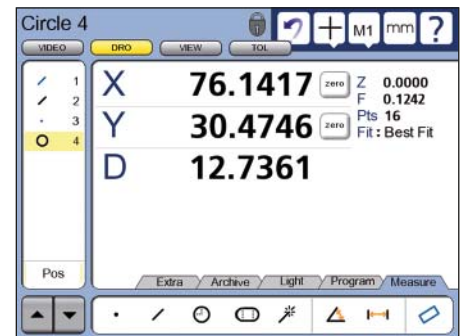 Circle 4
M1 mm ?
VIDEO DRO VIEW TOL
1
2
3
4
X 76.1417 zero
Y 30.4746 zero
D 12.7361
Z 0.0000
F 0.1242
Pts 16
Fit : Best Fit
Pos
Extra Archive Light Program Measure